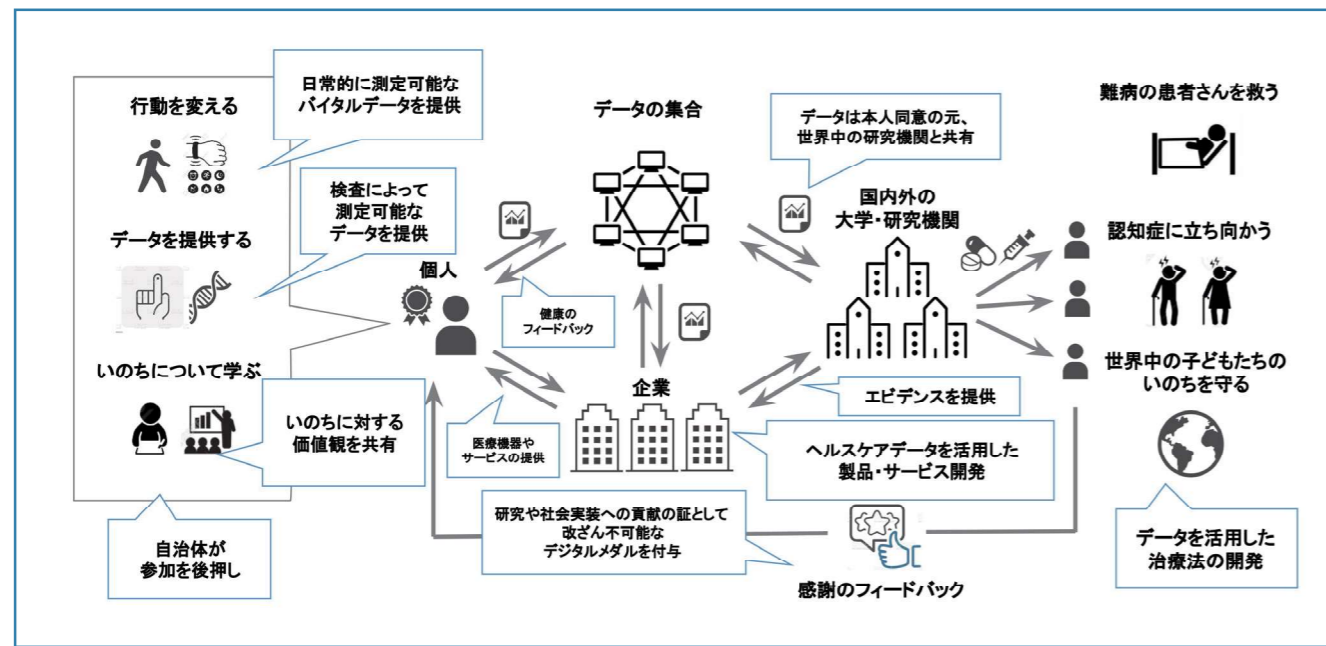 行動を変える
日常的に測定可能な
バイタルデータを提供
データを提供する
検査によって
測定可能な
データを提供
いのちについて学ぶ
いのちに対する
価値観を共有
自治体が
参加を後押し
個人
データの集合
健康の
フィードバック
データは本人同意の元、
世界中の研究機関と共有
国内外の
大学・研究機関
企業
医療機器や
サービスの提供
エビデンスを提供
ヘルスケアデータを活用した
製品・サービス開発
研究や社会実装への貢献の証として
改ざん不可能な
デジタルメダルを付与
感謝のフィードバック
難病の患者さんを救う
認知症に立ち向かう
世界中の子どもたちの
いのちを守る
データを活用した
治療法の開発